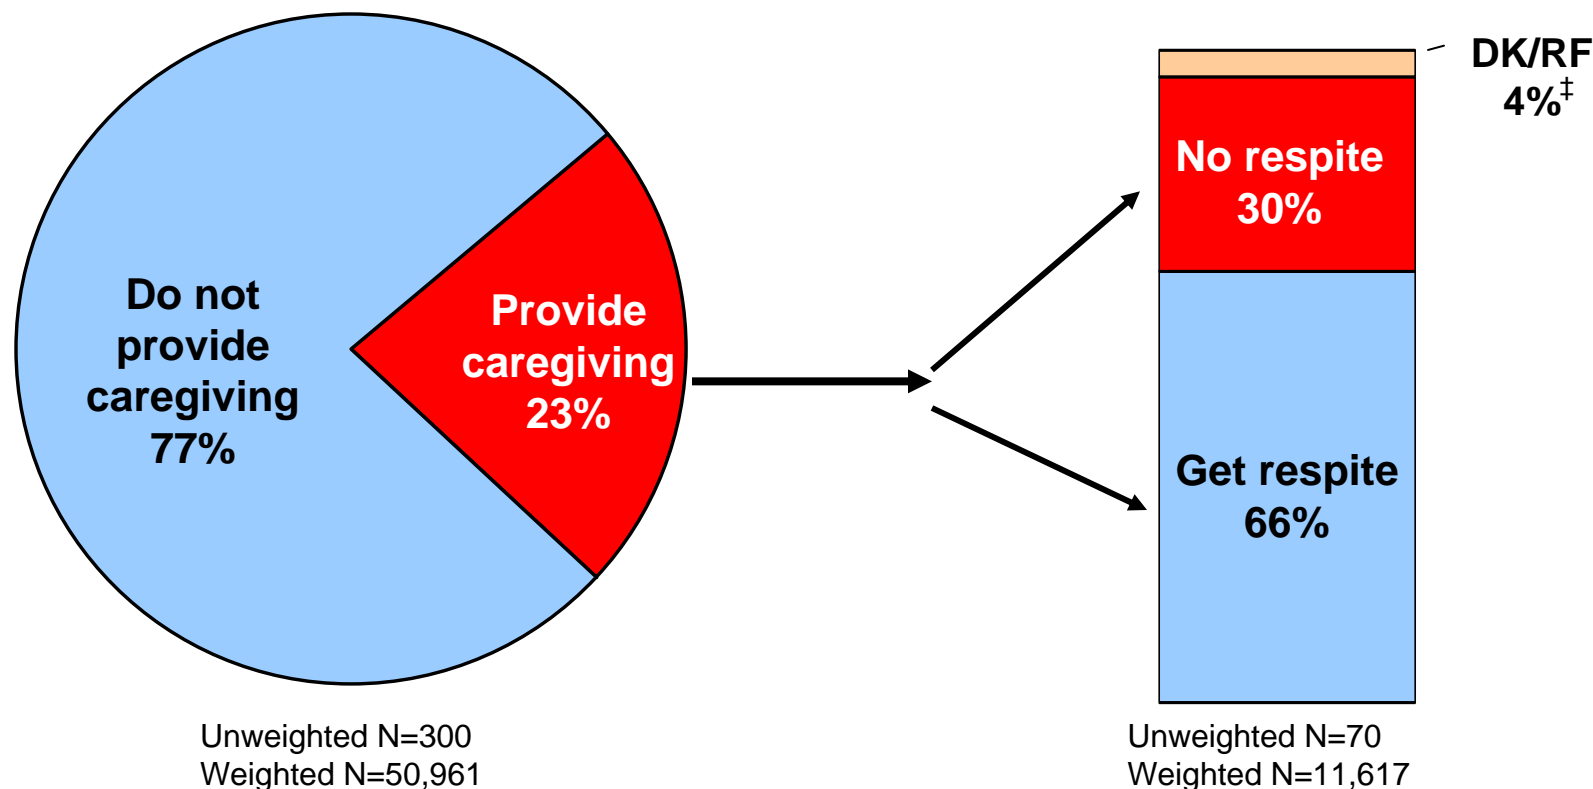 Do not
provide
caregiving
77%
Provide
caregiving
23%
Unweighted N=300
Weighted N=50,961
DK/RF
4%‡
No respite
30%
Get respite
66%
Unweighted N=70
Weighted N=11,617